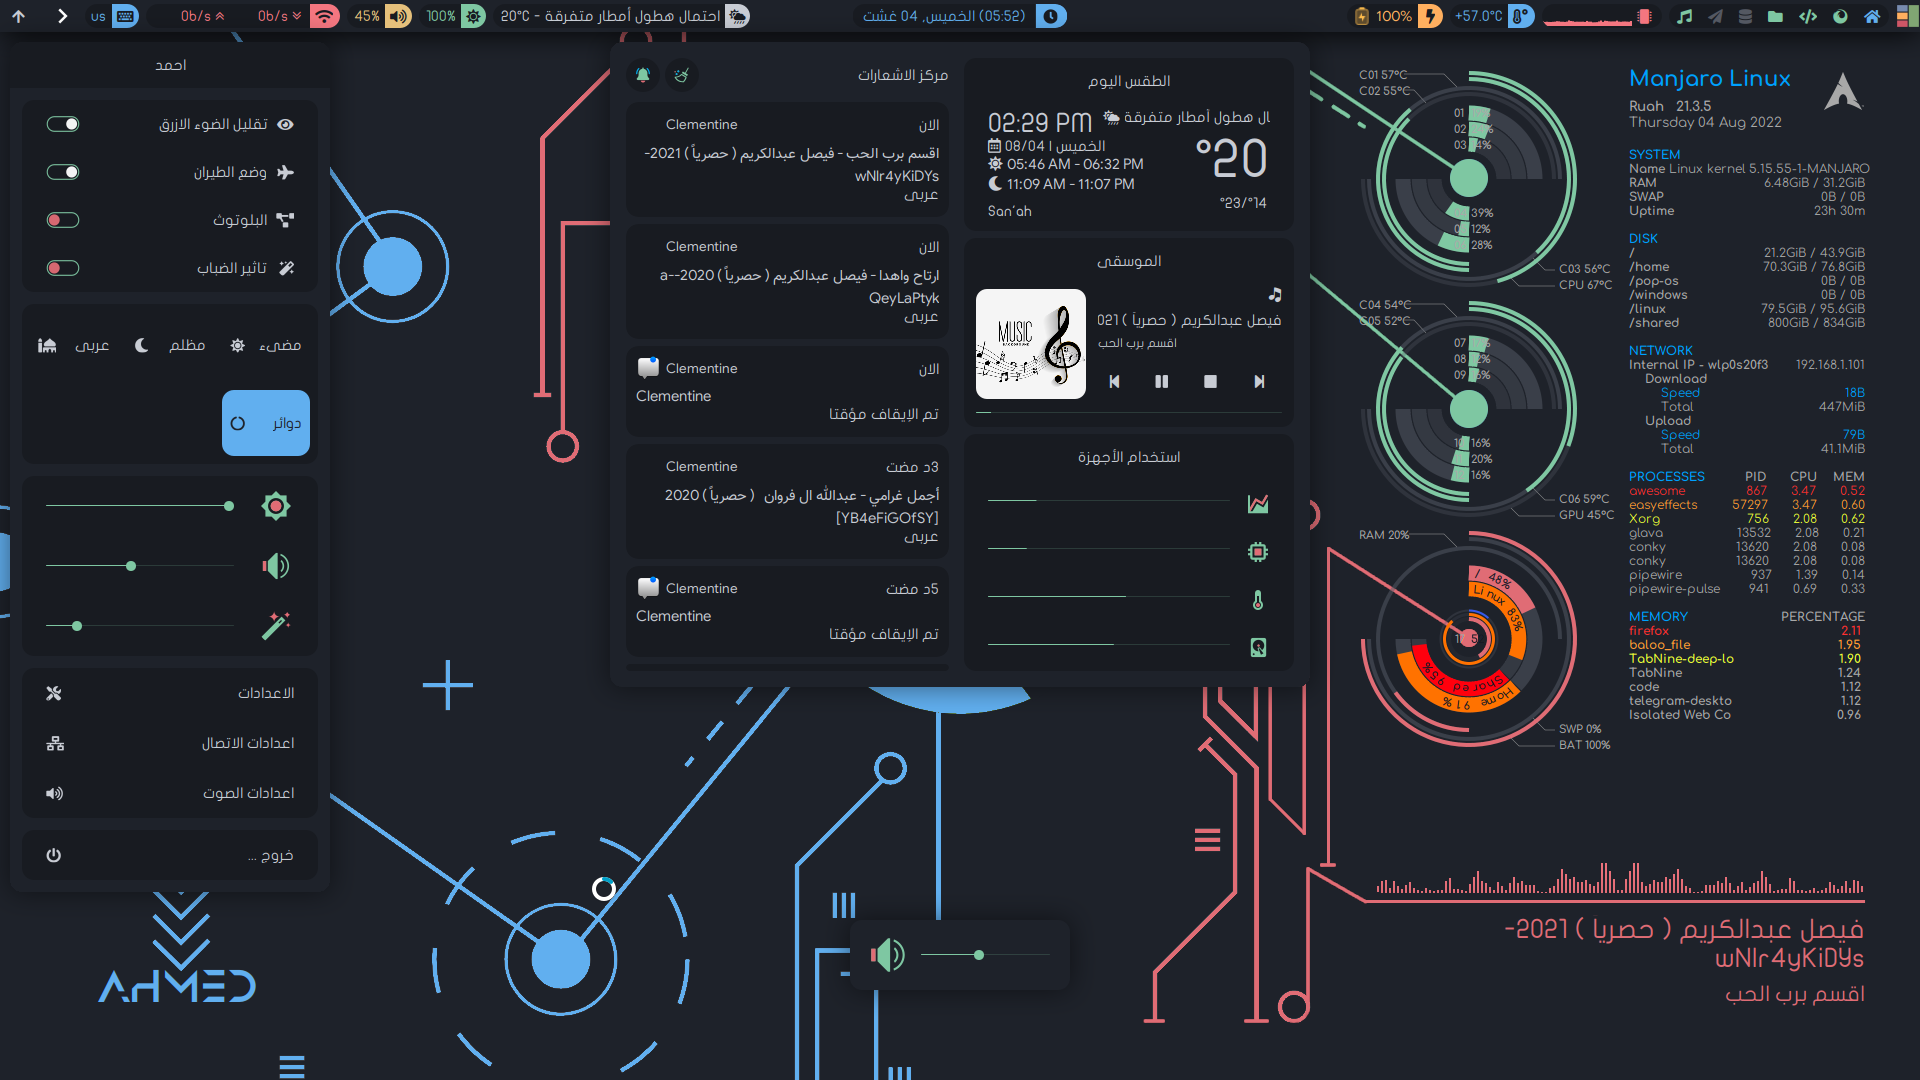 us
0b/s
0b/s
45%
100%
احتمال هطول أمطار متفرقة - 20°C
(05:52) الخميس, 04 غشت
100%
+57.0°C
احمد
تقليل الضوء الازرق
وضع الطيران
البلوتوث
تاثير الضباب
مضيء
مظلم
عربي
دوائر
الاعدادات
اعدادات الاتصال
اعدادات الصوت
خروج ...
AHMED
مركز الاشعارات
Clementine
الان
اقسم برب الحب - فيصل عبدالكريم ( حصرياً ) 2021-
wNIr4yKiDYs
عربي
Clementine
الان
ارتاح واهدا - فيصل عبدالكريم ( حصرياً ) 2020--a
QeyLaPtyk
عربي
Clementine
الان
Clementine
تم الإيقاف مؤقتا
Clementine
3د مضت
أجمل غرامي - عبدالله ال فروان ( حصرياً ) 2020
[YB4eFiGOfSY]
عربي
Clementine
5د مضت
Clementine
تم الإيقاف مؤقتا
الطقس اليوم
02:29 PM
ال هطول أمطار متفرقة
الخميس | 08/04
05:46 AM - 06:32 PM
11:09 AM - 11:07 PM
°20
°23/°14
San'ah
الموسيقى
MUSIC
فيصل عبدالكريم ( حصرياً ) 021
اقسم برب الحب
استخدام الأجهزة
C01 57°C
C02 55°C
01
02
03
39%
12%
28%
C03 56°C
CPU 67°C
C04 54°C
C05 52°C
07
08
09
16%
20%
16%
C06 59°C
GPU 45°C
RAM 20%
/ 48%
Linux 83%
Shared 95%
Home 91%
SWP 0%
BAT 100%
Manjaro Linux
Ruah 21.3.5
Thursday 04 Aug 2022
SYSTEM
Name Linux kernel 5.15.55-1-MANJARO
RAM 6.48GiB / 31.2GiB
SWAP 0B / 0B
Uptime 23h 30m
DISK
/ 21.2GiB / 43.9GiB
/home 70.3GiB / 76.8GiB
/pop-os 0B / 0B
/windows 0B / 0B
/linux 79.5GiB / 95.6GiB
/shared 800GiB / 834GiB
NETWORK
Internal IP - wlp0s20f3 192.168.1.101
Download
Speed 18B
Total 447MiB
Upload
Speed 79B
Total 41.1MiB
PROCESSES PID CPU MEM
awesome 867 3.47 0.52
easyeffects 57297 3.47 0.60
Xorg 756 2.08 0.62
glava 13532 2.08 0.21
conky 13620 2.08 0.08
conky 13620 2.08 0.08
pipewire 937 1.39 0.14
pipewire-pulse 941 0.69 0.33
MEMORY PERCENTAGE
firefox 2.11
baloo_file 1.95
TabNine-deep-lo 1.90
TabNine 1.24
code 1.12
telegram-deskto 1.12
Isolated Web Co 0.96
فيصل عبدالكريم ( حصريا ) 2021-
wNIr4yKiDYs
اقسم برب الحب